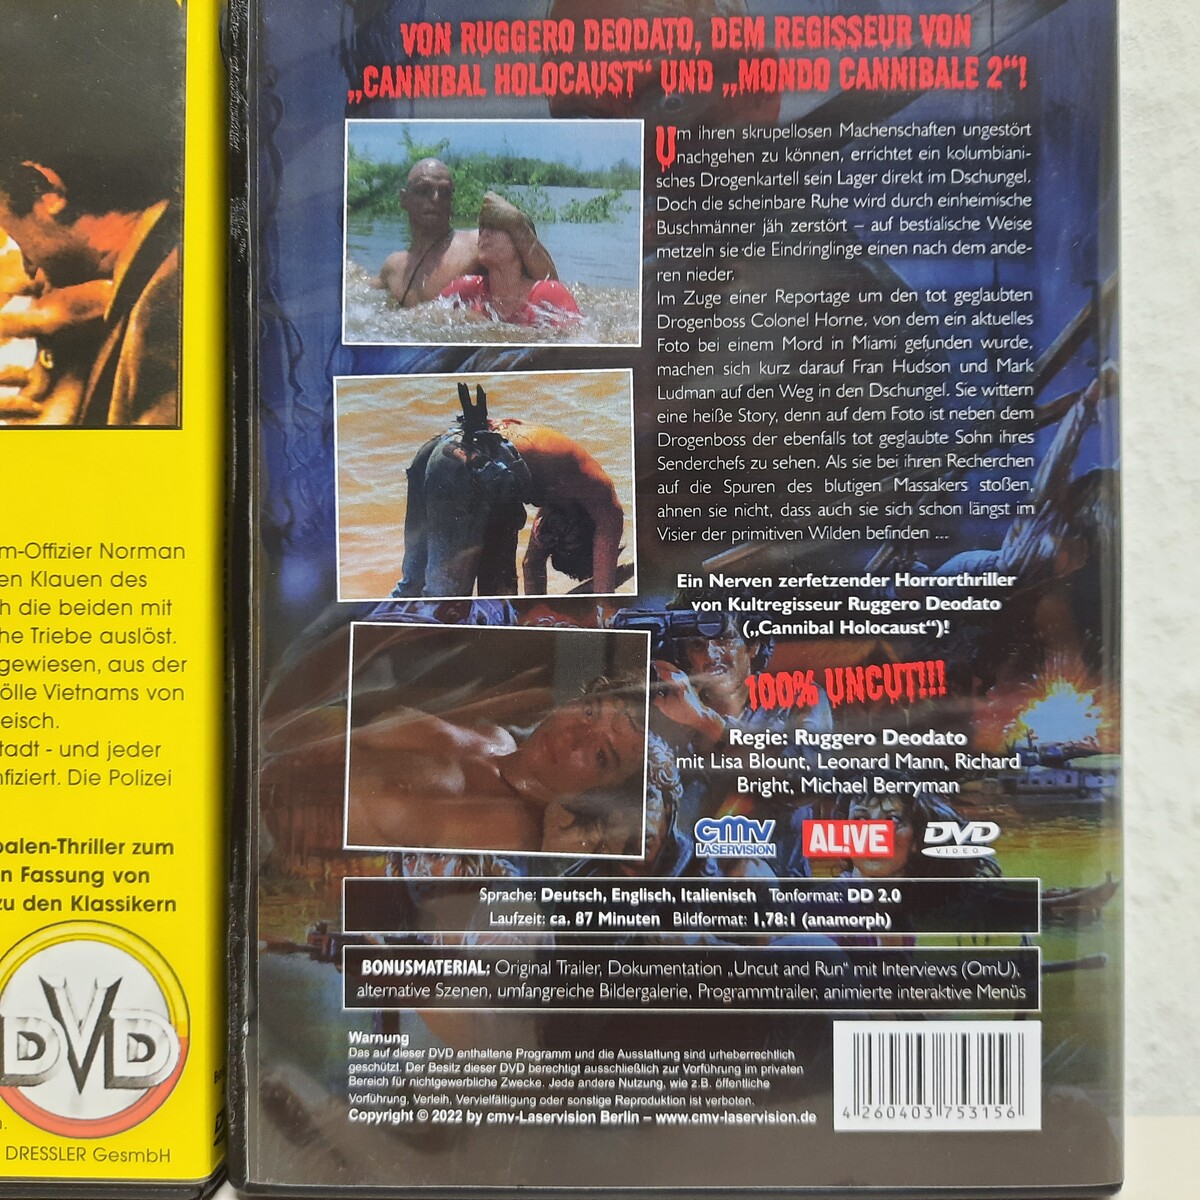 m-Offizier Norman
en Klauen des
h die beiden mit
he Triebe auslöst.
gewiesen, aus der
ölle Vietnams von
eisch.
tadt - und jeder
nfiziert. Die Polizei
balen-Thriller zum
n Fassung von
zu den Klassikern
DVD
DRESSLER GesmbH
VON RUGGERO DEODATO, DEM REGISSEUR VON
„CANNIBAL HOLOCAUST“ UND „MONDO CANNIBALE 2“!
Um ihren skrupellosen Machenschaften ungestört
nachgehen zu können, errichtet ein kolumbiani-
sches Drogenkartell sein Lager direkt im Dschungel.
Doch die scheinbare Ruhe wird durch einheimische
Buschmänner jäh zerstört – auf bestialische Weise
metzeln sie die Eindringlinge einen nach dem ande-
ren nieder.
Im Zuge einer Reportage um den tot geglaubten
Drogenboss Colonel Horne, von dem ein aktuelles
Foto bei einem Mord in Miami gefunden wurde,
machen sich kurz darauf Fran Hudson und Mark
Ludman auf den Weg in den Dschungel. Sie wittern
eine heiße Story, denn auf dem Foto ist neben dem
Drogenboss der ebenfalls tot geglaubte Sohn ihres
Senderchefs zu sehen. Als sie bei ihren Recherchen
auf die Spuren des blutigen Massakers stoßen,
ahnen sie nicht, dass auch sie sich schon längst im
Visier der primitiven Wilden befinden ...
Ein Nerven zerfetzender Horrorthriller
von Kultregisseur Ruggero Deodato
(„Cannibal Holocaust“)!
100% UNCUT!!!
Regie: Ruggero Deodato
mit Lisa Blount, Leonard Mann, Richard
Bright, Michael Berryman
cmv LASERVISION
AL!VE
DVD VIDEO
Sprache: Deutsch, Englisch, Italienisch Tonformat: DD 2.0
Laufzeit: ca. 87 Minuten Bildformat: 1,78:1 (anamorph)
BONUSMATERIAL: Original Trailer, Dokumentation „Uncut and Run“ mit Interviews (OmU),
alternative Szenen, umfangreiche Bildergalerie, Programmtrailer, animierte interaktive Menüs
Warnung
Das auf dieser DVD enthaltene Programm und die Ausstattung sind urheberrechtlich
geschützt. Der Besitz dieser DVD berechtigt ausschließlich zur Vorführung im privaten
Bereich für nichtgewerbliche Zwecke. Jede andere Nutzung, wie z.B. öffentliche
Vorführung, Verleih, Vervielfältigung oder sonstige Reproduktion ist verboten.
Copyright © 2022 by cmv-Laservision Berlin – www.cmv-laservision.de
4 260403 753156